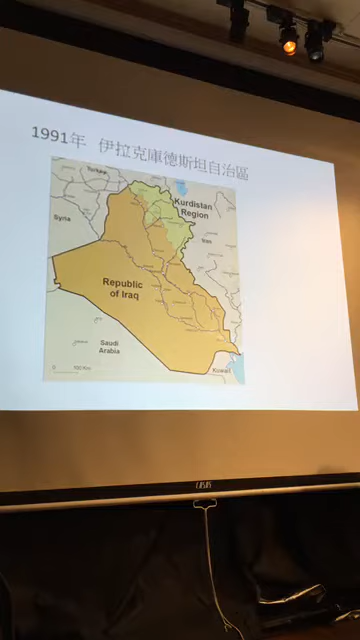 1991年 伊拉克庫德斯坦自治區
Turkey
Kurdistan
Region
Syria
Iran
Republic
of Iraq
Saudi
Arabia
Kuwait